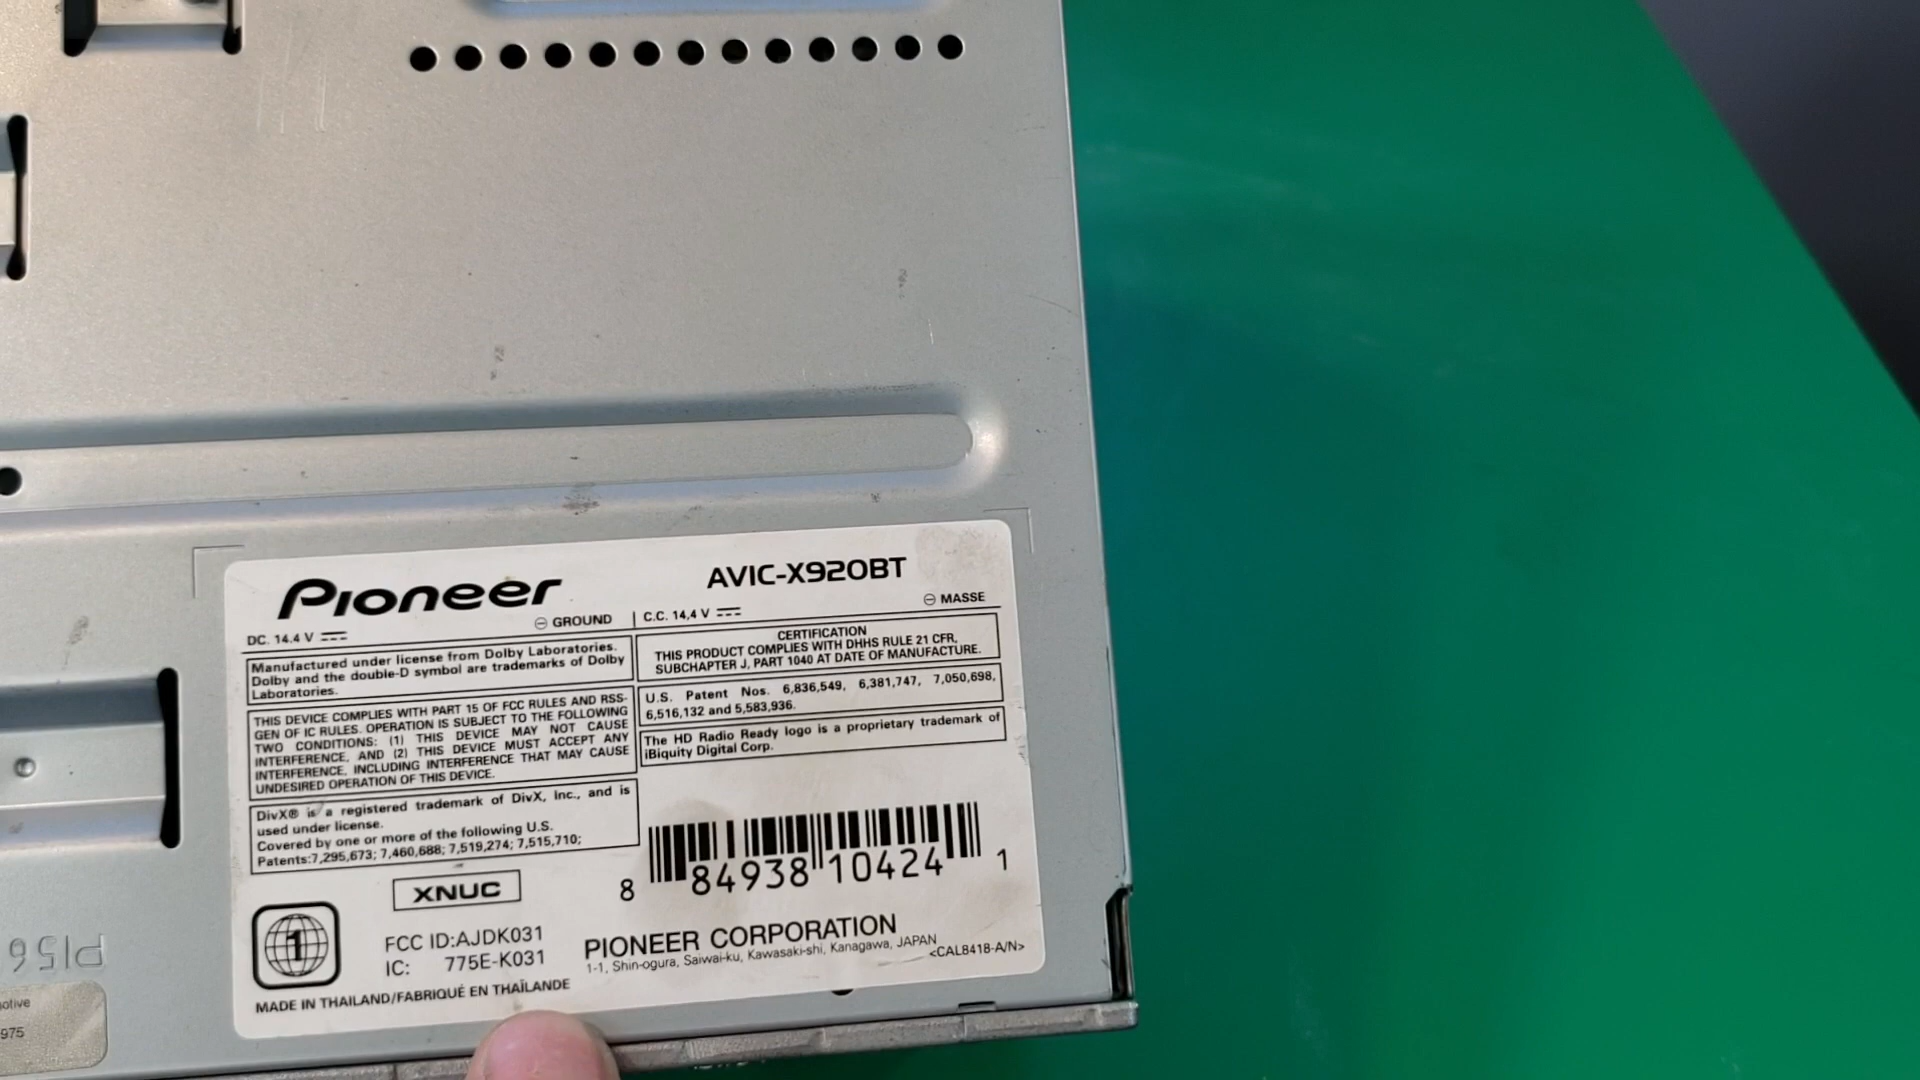 Pioneer
AVIC-X920BT
DC. 14.4 V
⊖ GROUND
C.C. 14,4 V
⊖ MASSE
Manufactured under license from Dolby Laboratories.
Dolby and the double-D symbol are trademarks of Dolby
Laboratories.
THIS DEVICE COMPLIES WITH PART 15 OF FCC RULES AND RSS-
GEN OF IC RULES. OPERATION IS SUBJECT TO THE FOLLOWING
TWO CONDITIONS: (1) THIS DEVICE MAY NOT CAUSE
INTERFERENCE, AND (2) THIS DEVICE MUST ACCEPT ANY
INTERFERENCE, INCLUDING INTERFERENCE THAT MAY CAUSE
UNDESIRED OPERATION OF THIS DEVICE.
DivX® is a registered trademark of DivX, Inc., and is
used under license.
Covered by one or more of the following U.S.
Patents:7,295,673; 7,460,688; 7,519,274; 7,515,710;
CERTIFICATION
THIS PRODUCT COMPLIES WITH DHHS RULE 21 CFR,
SUBCHAPTER J, PART 1040 AT DATE OF MANUFACTURE.
U.S. Patent Nos. 6,836,549, 6,381,747, 7,050,698,
6,516,132 and 5,583,936.
The HD Radio Ready logo is a proprietary trademark of
iBiquity Digital Corp.
8 84938 10424 1
XNUC
1
FCC ID:AJDK031
IC: 775E-K031
PIONEER CORPORATION
1-1, Shin-ogura, Saiwai-ku, Kawasaki-shi, Kanagawa, JAPAN
<CAL8418-A/N>
MADE IN THAILAND/FABRIQUÉ EN THAÏLANDE
975